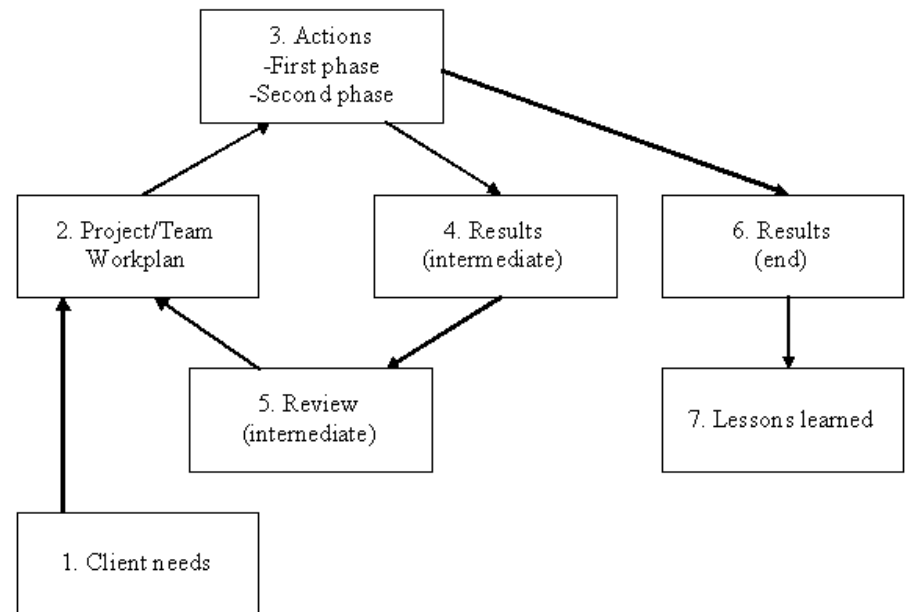 3. Actions
-First phase
-Second phase
2. Project/Team
Workplan
4. Results
(intermediate)
6. Results
(end)
5. Review
(internediate)
7. Lessons learned
1. Client needs